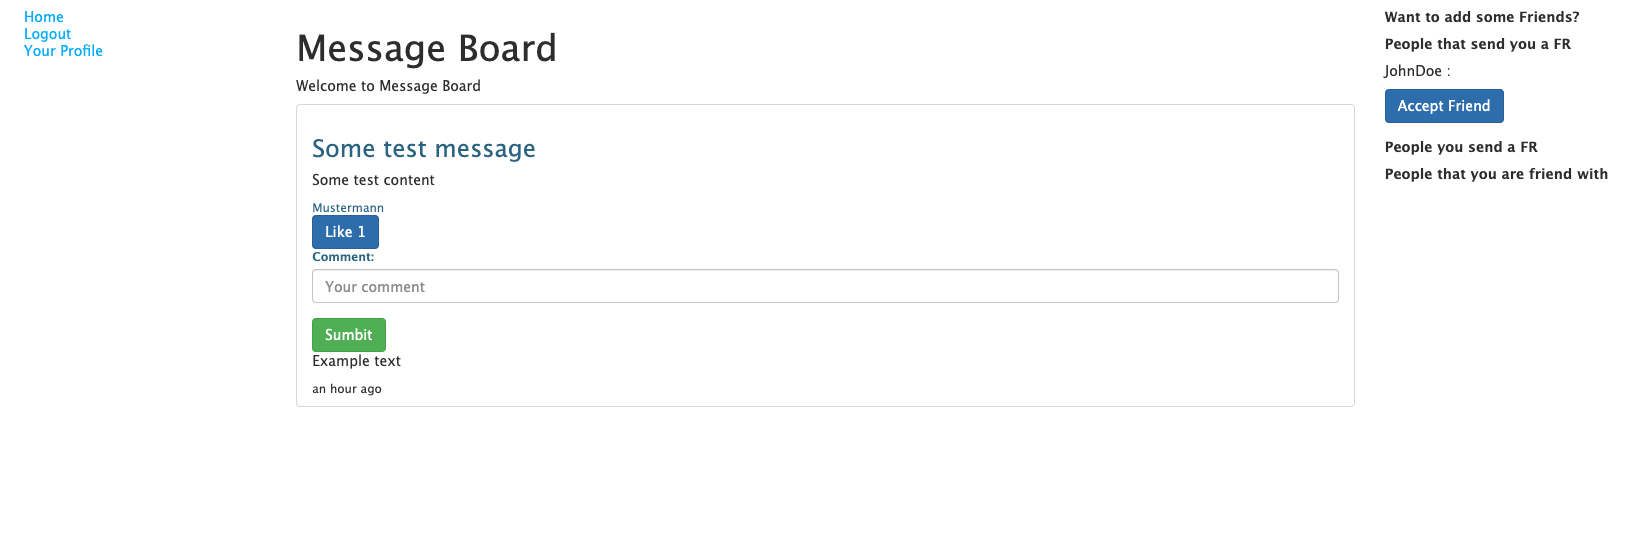 Home
Logout
Your Profile
Message Board
Welcome to Message Board
Some test message
Some test content
Mustermann
Like 1
Comment:
Your comment
Sumbit
Example text
an hour ago
Want to add some Friends?
People that send you a FR
JohnDoe :
Accept Friend
People you send a FR
People that you are friend with